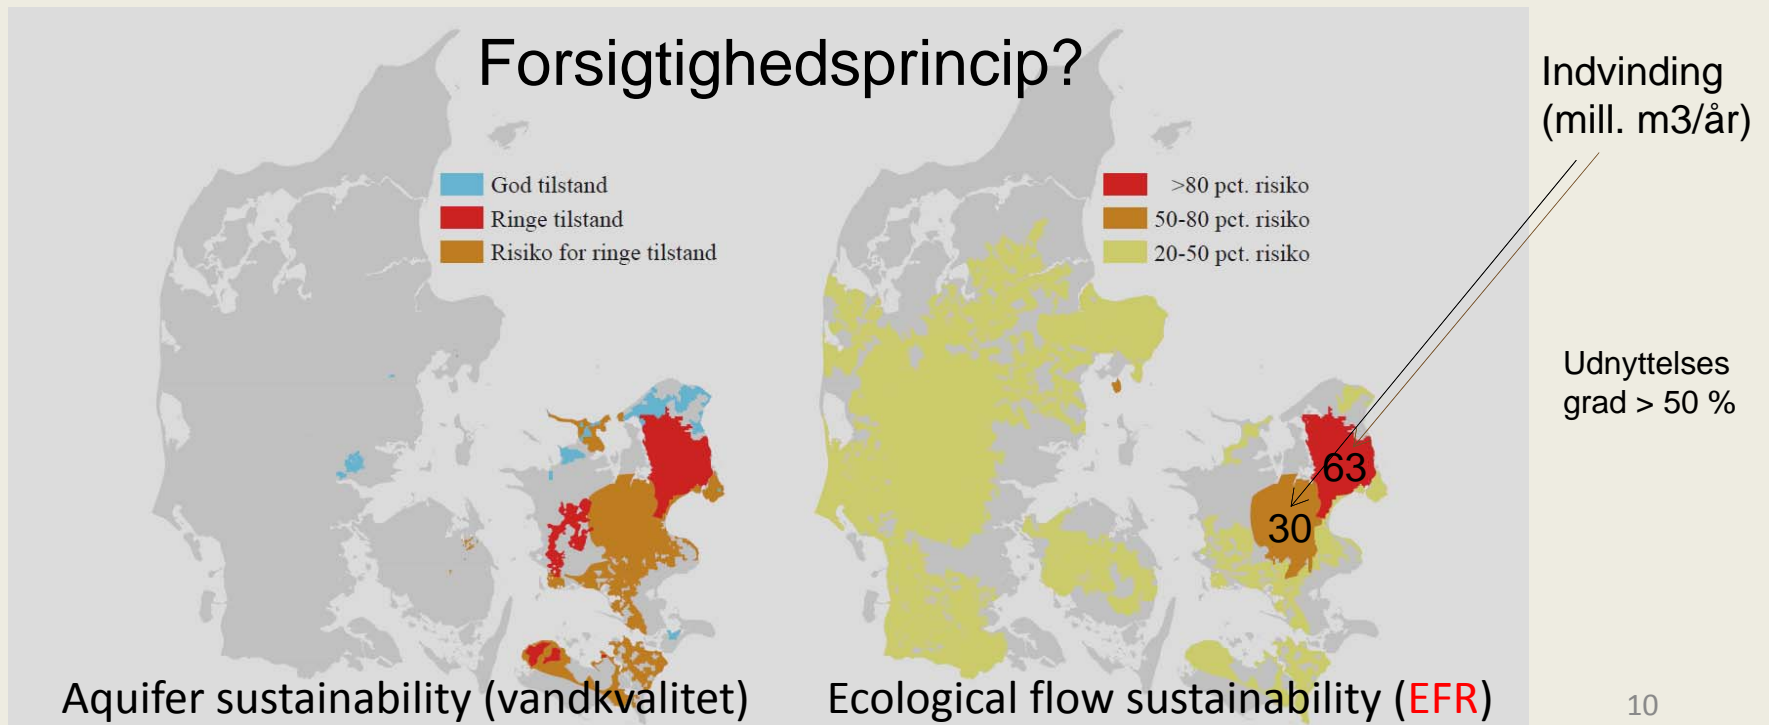 Forsigtighedsprincip?
Indvinding
(mill. m3/år)
God tilstand
Ringe tilstand
Risiko for ringe tilstand
>80 pct. risiko
50-80 pct. risiko
20-50 pct. risiko
Udnyttelses
grad > 50 %
63
30
Aquifer sustainability (vandkvalitet)
Ecological flow sustainability (EFR)
10